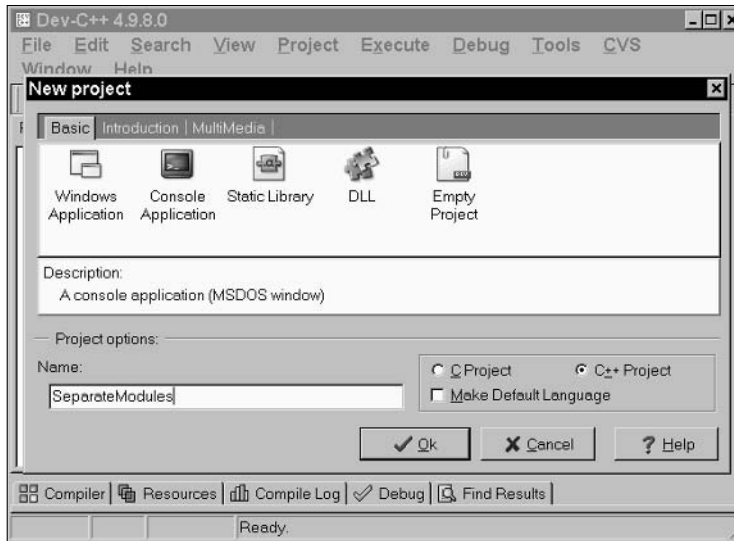 Dev-C++ 4.9.8.0
File Edit Search View Project Execute Debug Tools CVS
Window Help
New project
Basic Introduction MultiMedia
Windows Application
Console Application
Static Library
DLL
Empty Project
Description:
A console application (MSDOS window)
Project options:
Name:
SeparateModules
C Project C++ Project
Make Default Language
Ok Cancel ? Help
Compiler Resources Compile Log Debug Find Results
Ready.